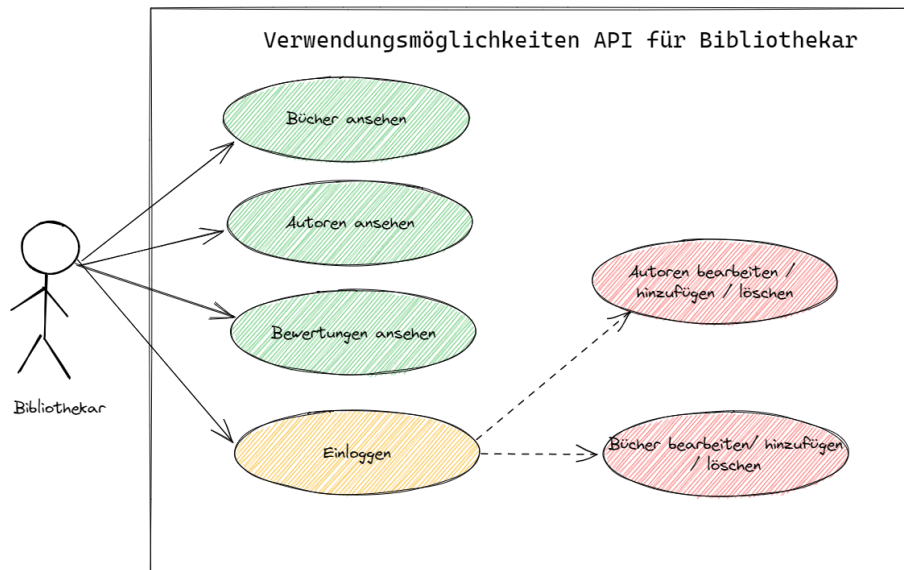 Verwendungsmöglichkeiten API für Bibliothekar
Bücher ansehen
Autoren ansehen
Autoren bearbeiten /
hinzufügen / löschen
Bewertungen ansehen
Bibliothekar
Einloggen
Bücher bearbeiten/ hinzufügen
/ löschen